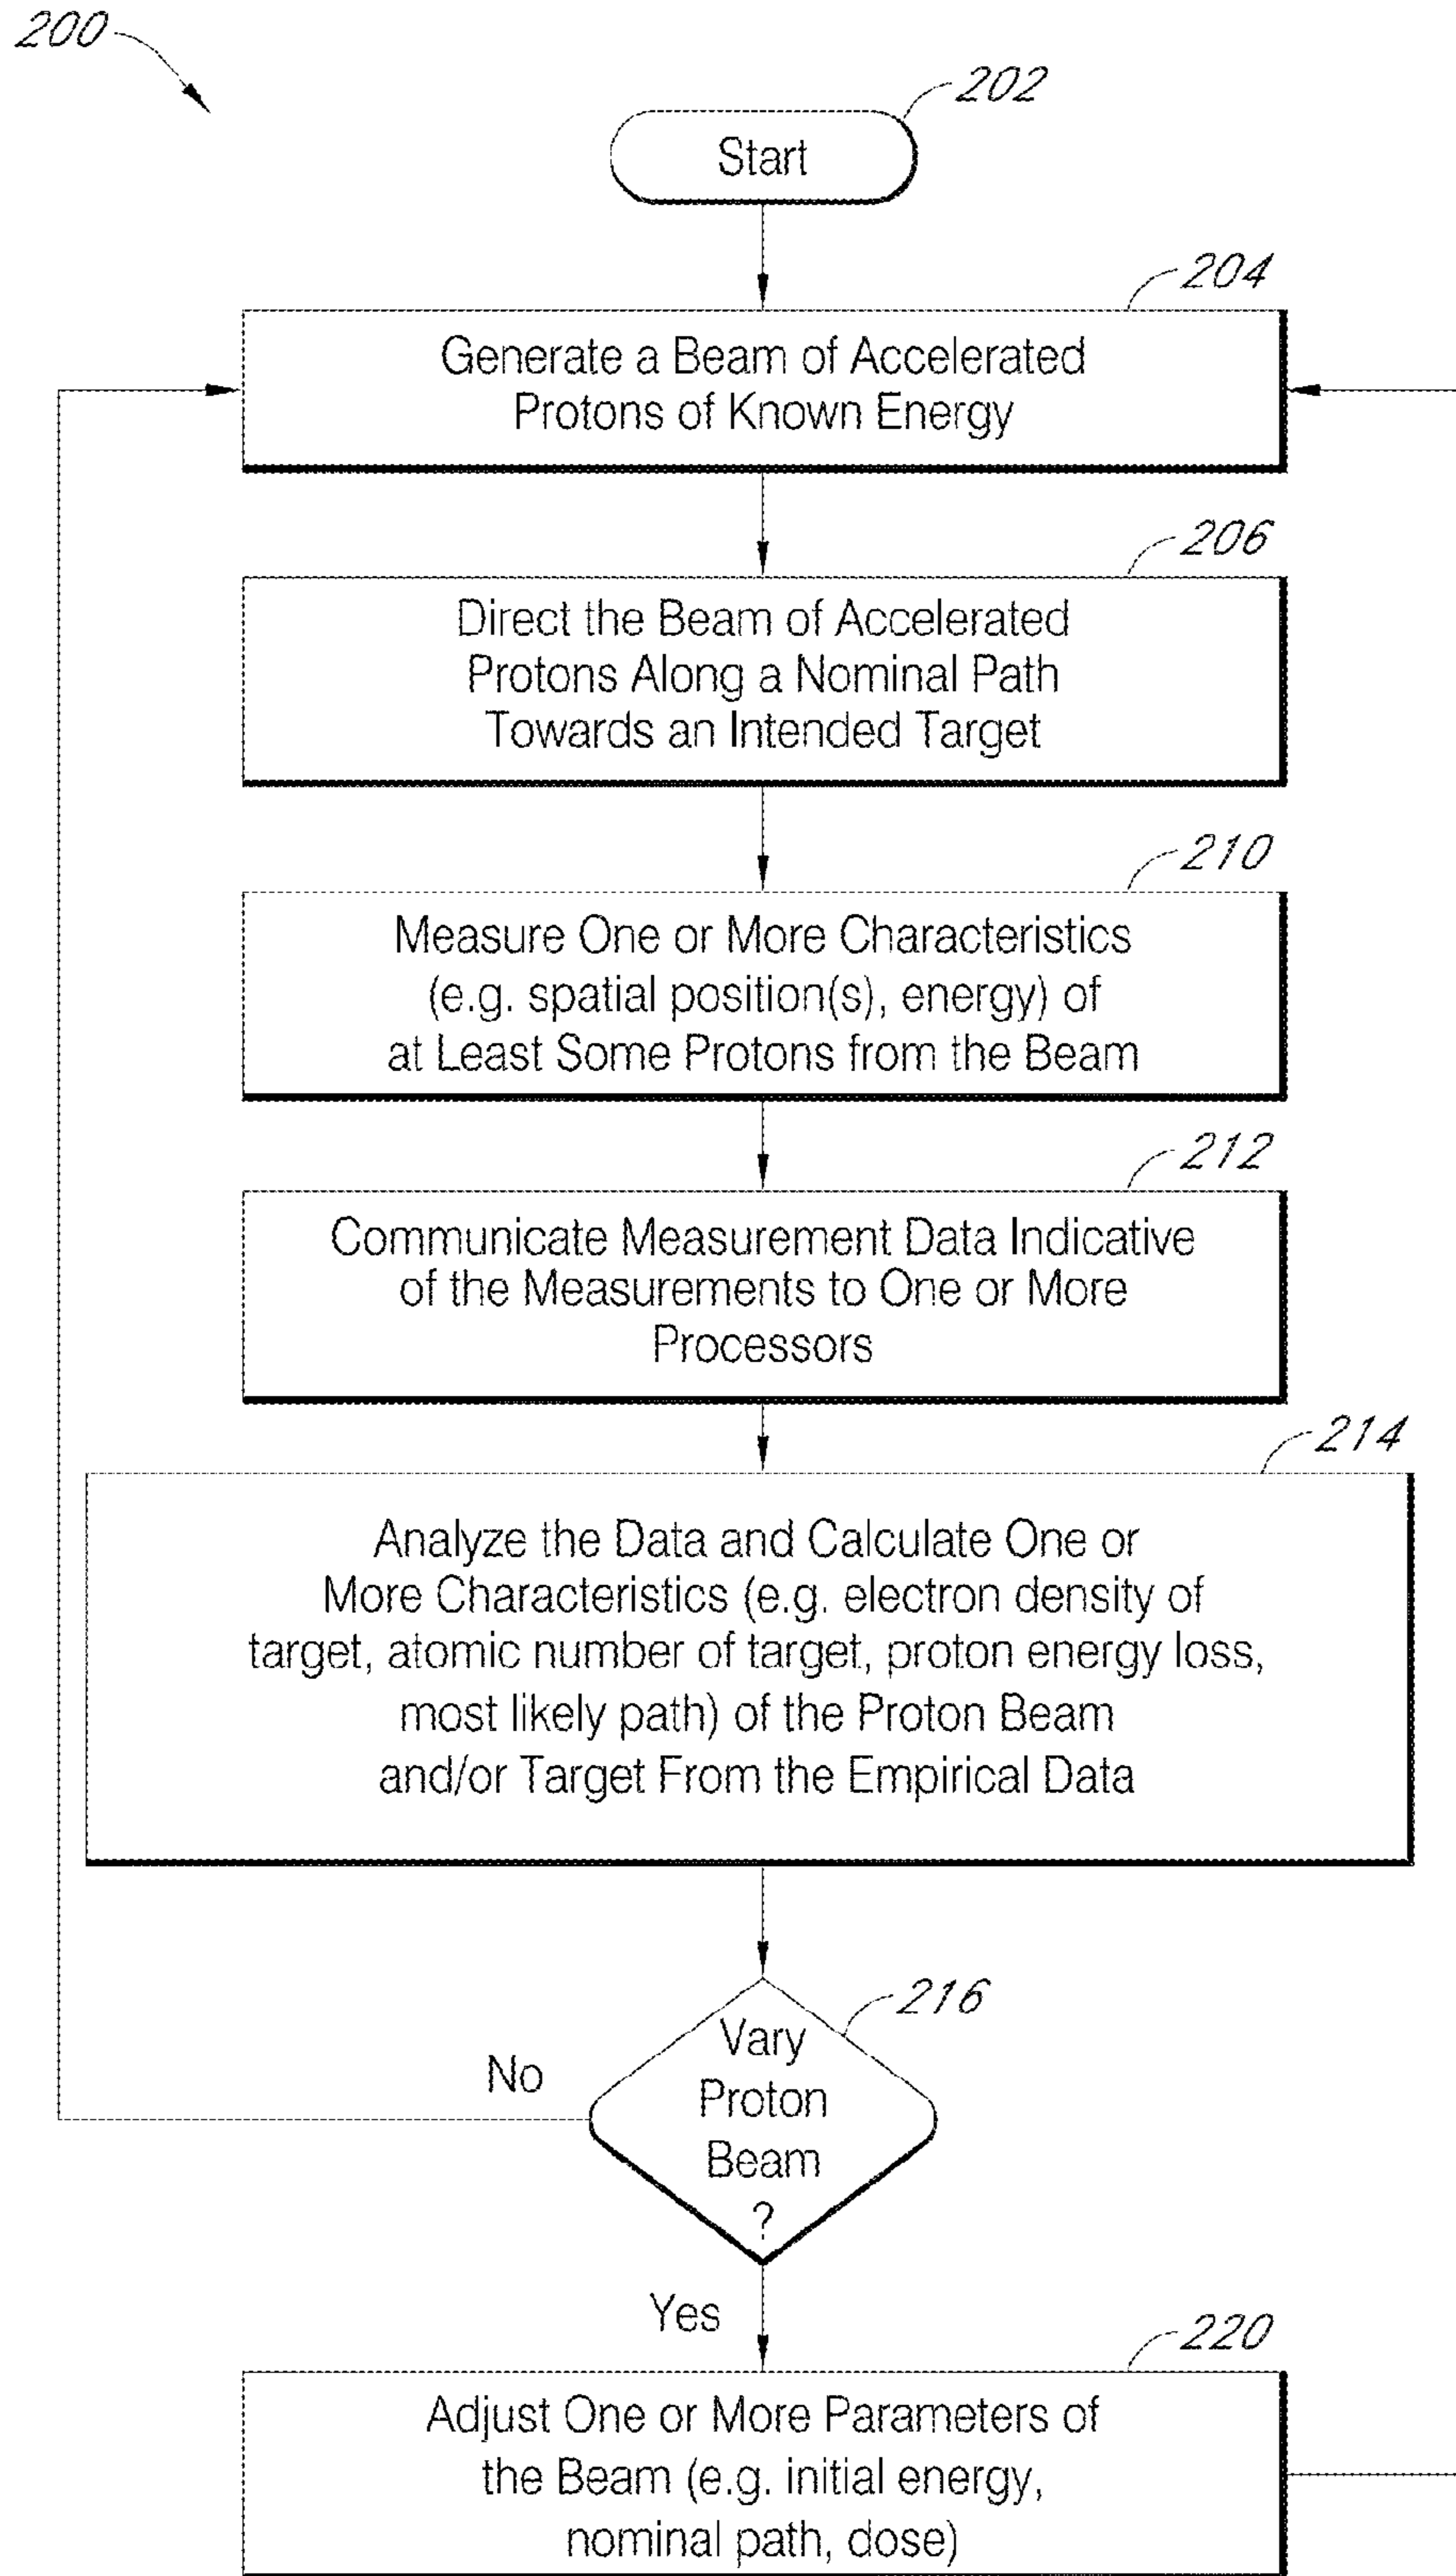 200
202
Start
204
Generate a Beam of Accelerated
Protons of Known Energy
206
Direct the Beam of Accelerated
Protons Along a Nominal Path
Towards an Intended Target
210
Measure One or More Characteristics
(e.g. spatial position(s), energy) of
at Least Some Protons from the Beam
212
Communicate Measurement Data Indicative
of the Measurements to One or More
Processors
214
Analyze the Data and Calculate One or
More Characteristics (e.g. electron density of
target, atomic number of target, proton energy loss,
most likely path) of the Proton Beam
and/or Target From the Empirical Data
216
Vary
Proton
Beam
?
No
Yes
220
Adjust One or More Parameters of
the Beam (e.g. initial energy,
nominal path, dose)